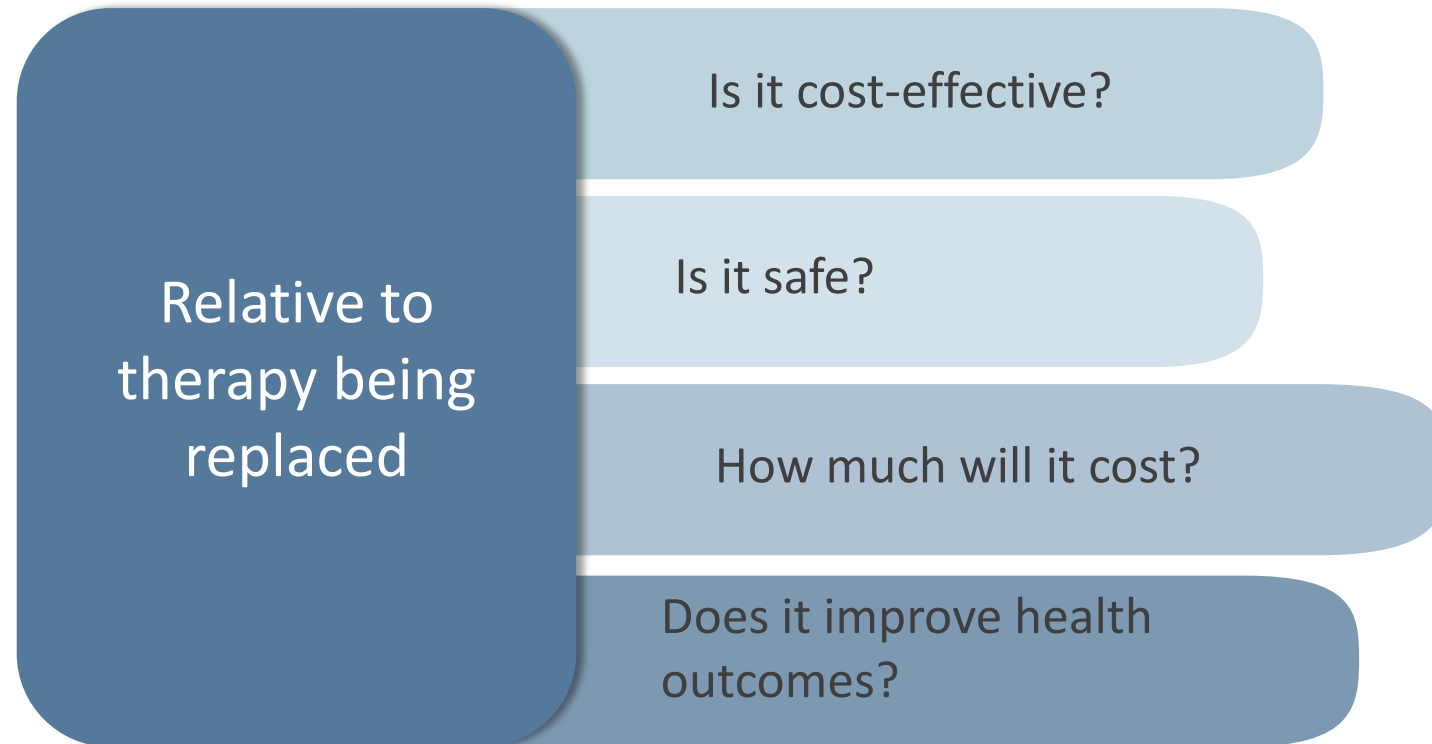 Relative to
therapy being
replaced
Is it cost-effective?
Is it safe?
How much will it cost?
Does it improve health
outcomes?